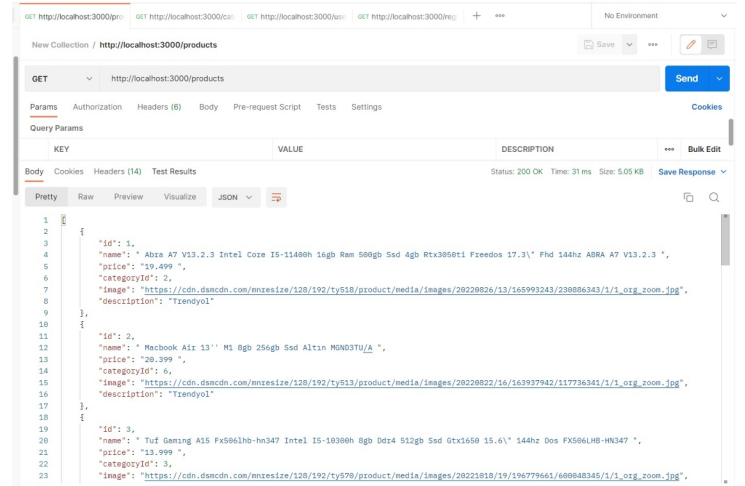 GET http://localhost:3000/pro GET http://localhost:3000/cat GET http://localhost:3000/use GET http://localhost:3000/reg + ooo No Environment
New Collection / http://localhost:3000/products Save ooo
GET http://localhost:3000/products Send
Params Authorization Headers (6) Body Pre-request Script Tests Settings Cookies
Query Params
KEY VALUE DESCRIPTION ooo Bulk Edit
Body Cookies Headers (14) Test Results Status: 200 OK Time: 31 ms Size: 5.05 KB Save Response
Pretty Raw Preview Visualize JSON
1 [
2 {
3 "id": 1,
4 "name": " Abra A7 V13.2.3 Intel Core I5-11400h 16gb Ram 500gb Ssd 4gb Rtx3050ti Freedos 17.3\" Fhd 144hz ABRA A7 V13.2.3 ",
5 "price": "19.499 ",
6 "categoryId": 2,
7 "image": "https://cdn.dsmcdn.com/mnresize/128/192/ty518/product/media/images/20220826/13/165993243/230886343/1/1_org_zoom.jpg",
8 "description": "Trendyol"
9 },
10 {
11 "id": 2,
12 "name": " Macbook Air 13'' M1 8gb 256gb Ssd Altın MGND3TU/A ",
13 "price": "20.399 ",
14 "categoryId": 6,
15 "image": "https://cdn.dsmcdn.com/mnresize/128/192/ty513/product/media/images/20220822/16/163937942/117736341/1/1_org_zoom.jpg",
16 "description": "Trendyol"
17 },
18 {
19 "id": 3,
20 "name": " Tuf Gamıng A15 Fx506lhb-hn347 Intel I5-10300h 8gb Ddr4 512gb Ssd Gtx1650 15.6\" 144hz Dos FX506LHB-HN347 ",
21 "price": "13.999 ",
22 "categoryId": 3,
23 "image": "https://cdn.dsmcdn.com/mnresize/128/192/ty570/product/media/images/20221018/19/196779661/600048345/1/1_org_zoom.jpg",